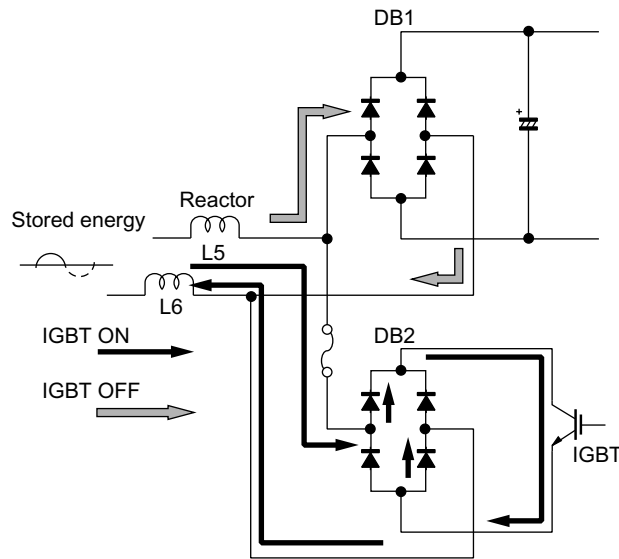 DB1
+
Reactor
Stored energy
L5
L6
IGBT ON
DB2
IGBT OFF
IGBT